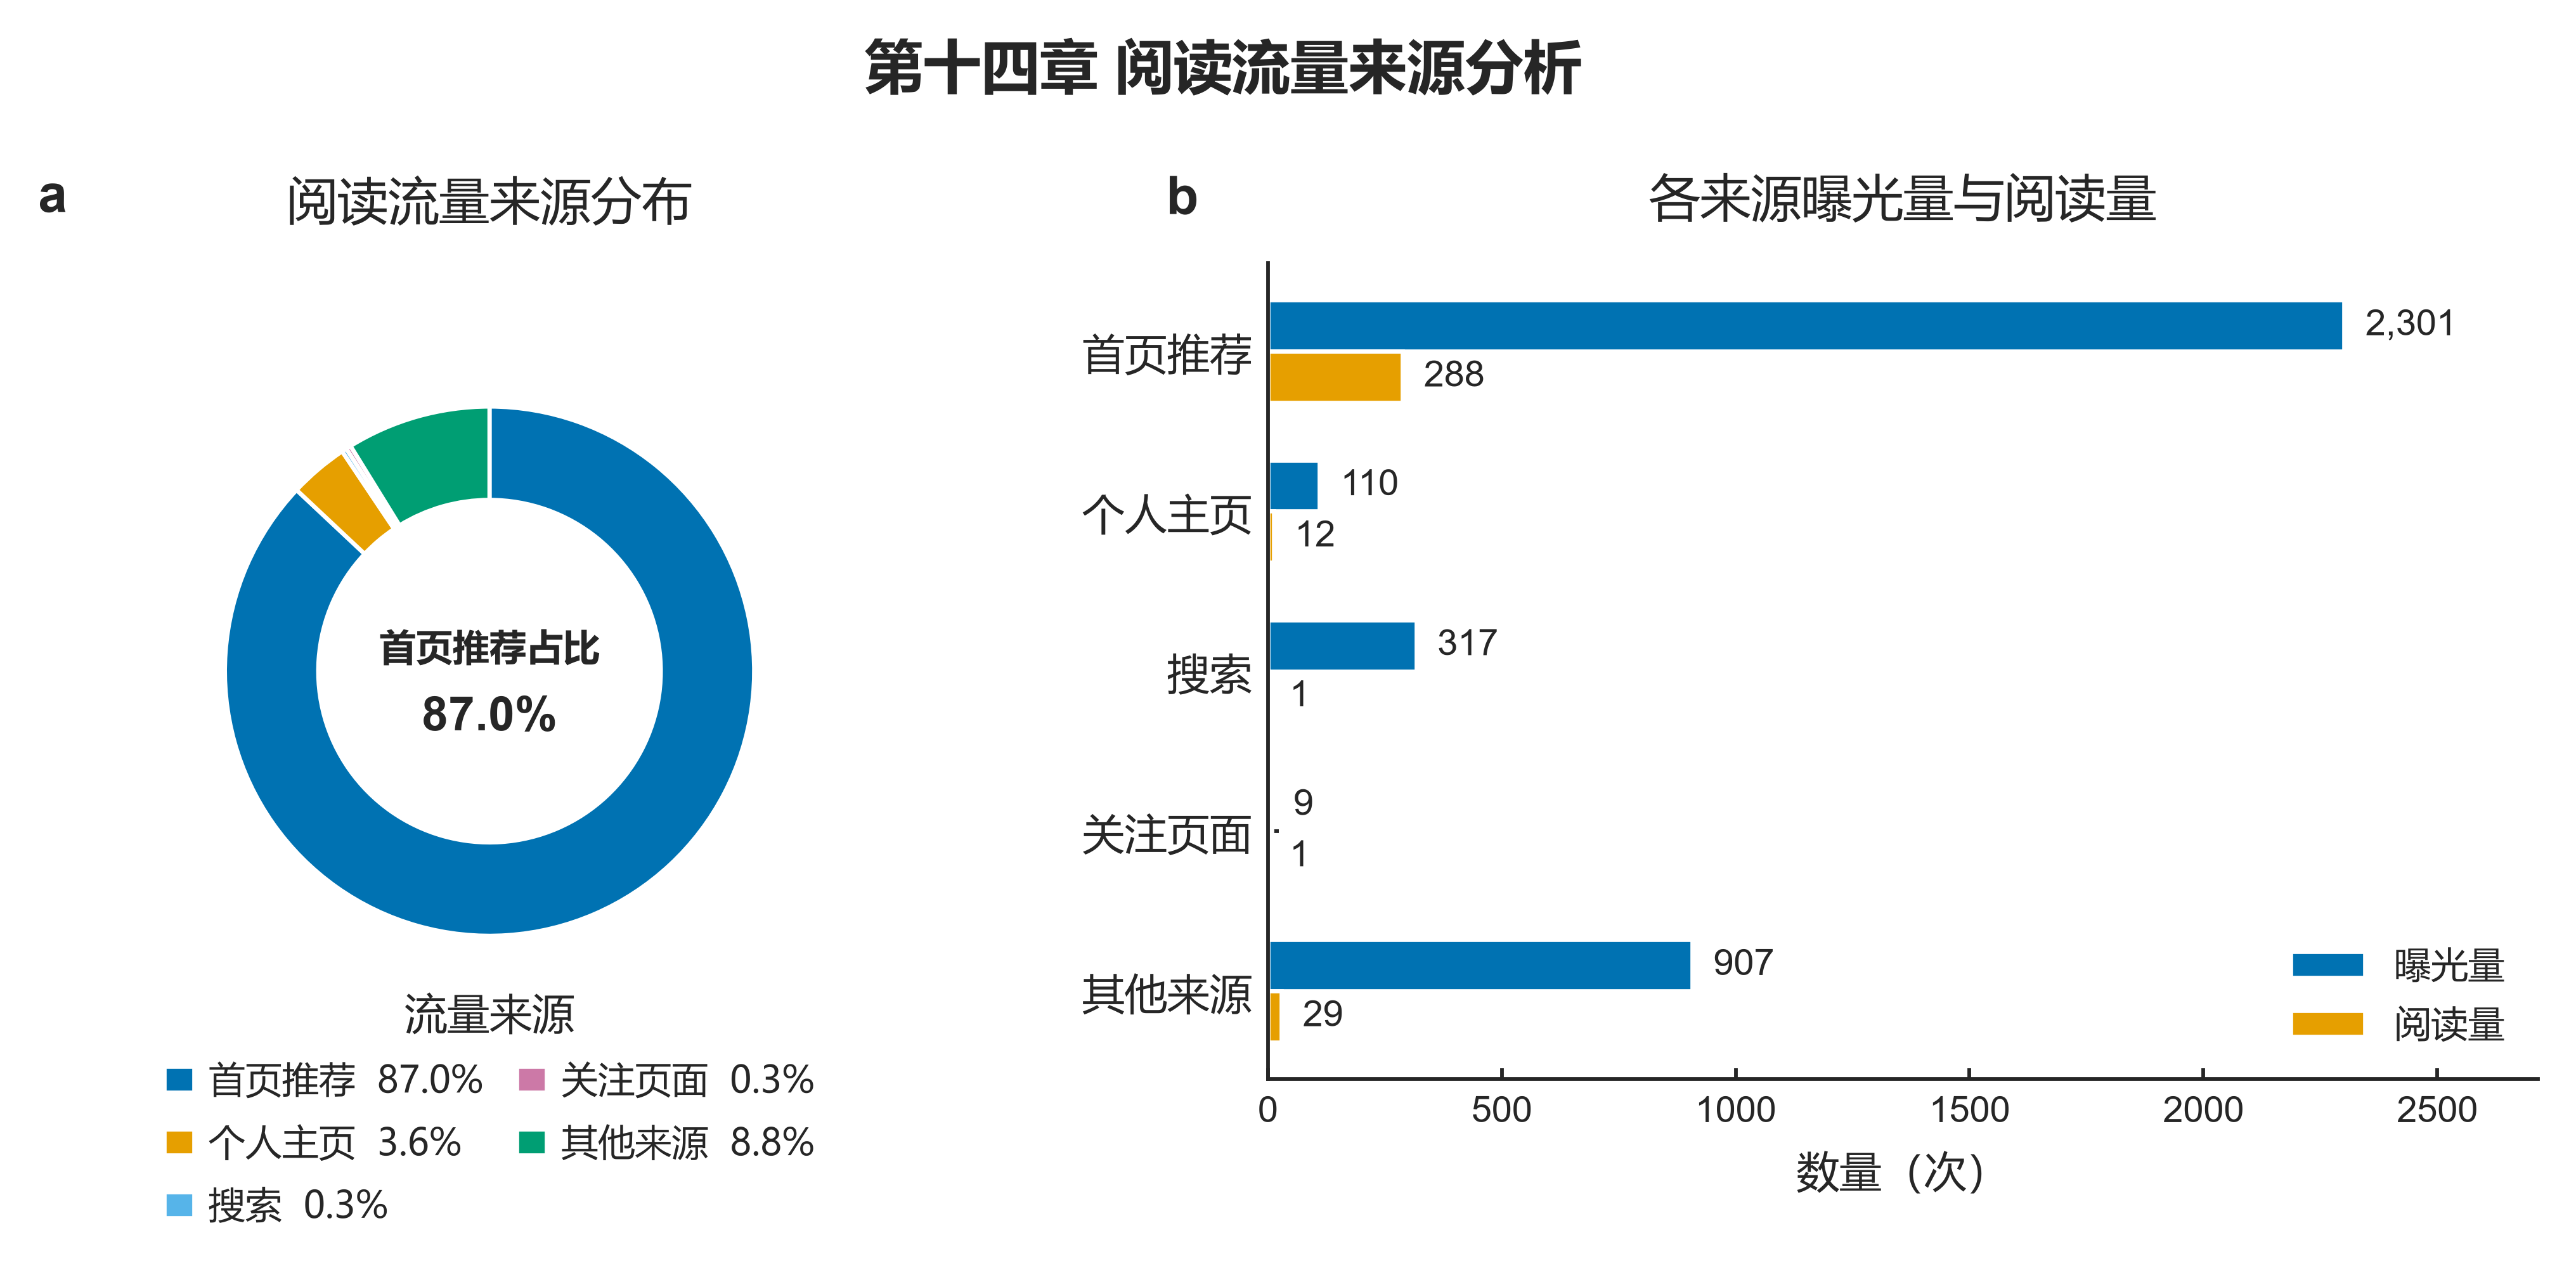 第十四章 阅读流量来源分析
a
阅读流量来源分布
首页推荐占比
87.0%
流量来源
首页推荐 87.0%
个人主页 3.6%
搜索 0.3%
关注页面 0.3%
其他来源 8.8%
b
各来源曝光量与阅读量
首页推荐
2,301
288
个人主页
110
12
搜索
317
1
关注页面
9
1
其他来源
907
29
曝光量
阅读量
0 500 1000 1500 2000 2500
数量（次）